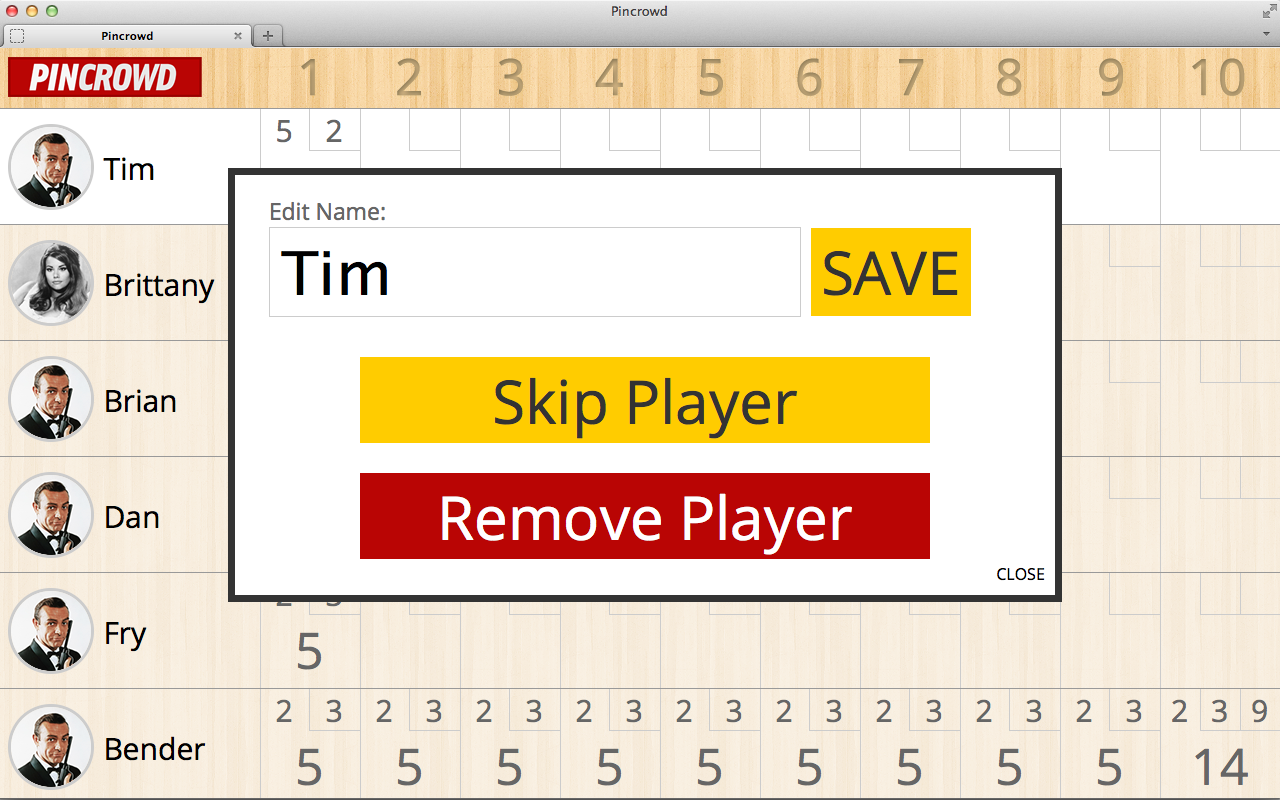 Pincrowd
Pincrowd
PINCROWD 1 2 3 4 5 6 7 8 9 10
5 2
Tim
Edit Name:
Tim SAVE
Brittany
Skip Player
Brian
Remove Player
Dan
CLOSE
Fry
5
2 3 2 3 2 3 2 3 2 3 2 3 2 3 2 3 2 3 2 3 9
Bender
5 5 5 5 5 5 5 5 5 14